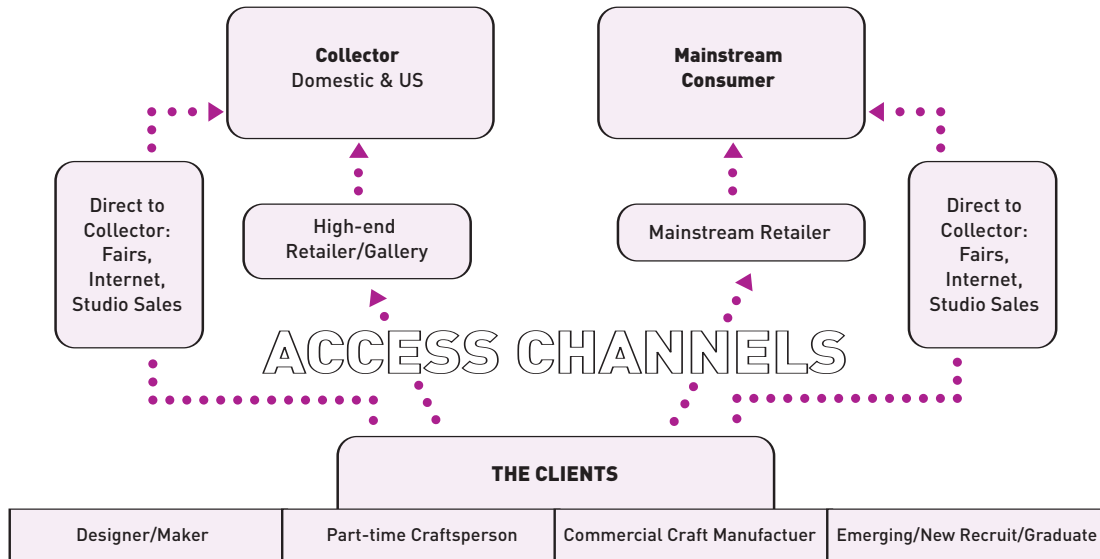 Collector
Domestic & US
Mainstream
Consumer
Direct to
Collector:
Fairs,
Internet,
Studio Sales
High-end
Retailer/Gallery
Mainstream Retailer
Direct to
Collector:
Fairs,
Internet,
Studio Sales
ACCESS CHANNELS
THE CLIENTS
Designer/Maker
Part-time Craftsperson
Commercial Craft Manufactuer
Emerging/New Recruit/Graduate